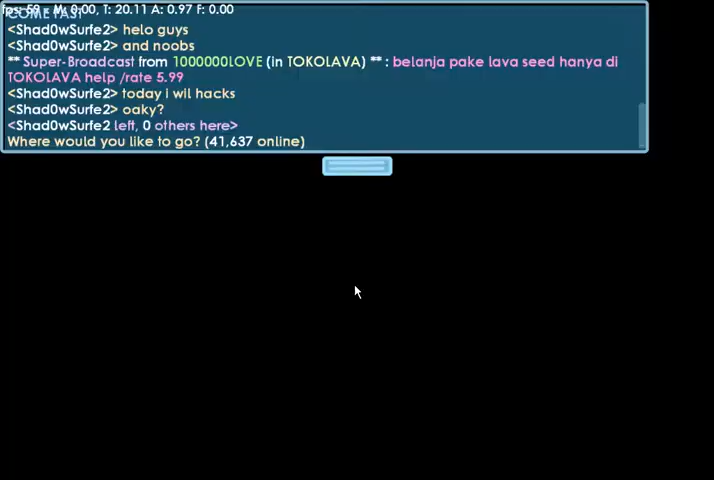 fps: 59 - M: 0.00, T: 20.11 A: 0.97 F: 0.00
<Shad0wSurfe2> helo guys
<Shad0wSurfe2> and noobs
** Super-Broadcast from 1000000LOVE (in TOKOLAVA) ** : belanja pake lava seed hanya di
TOKOLAVA help /rate 5.99
<Shad0wSurfe2> today i wil hacks
<Shad0wSurfe2> oaky?
<Shad0wSurfe2 left, 0 others here>
Where would you like to go? (41,637 online)